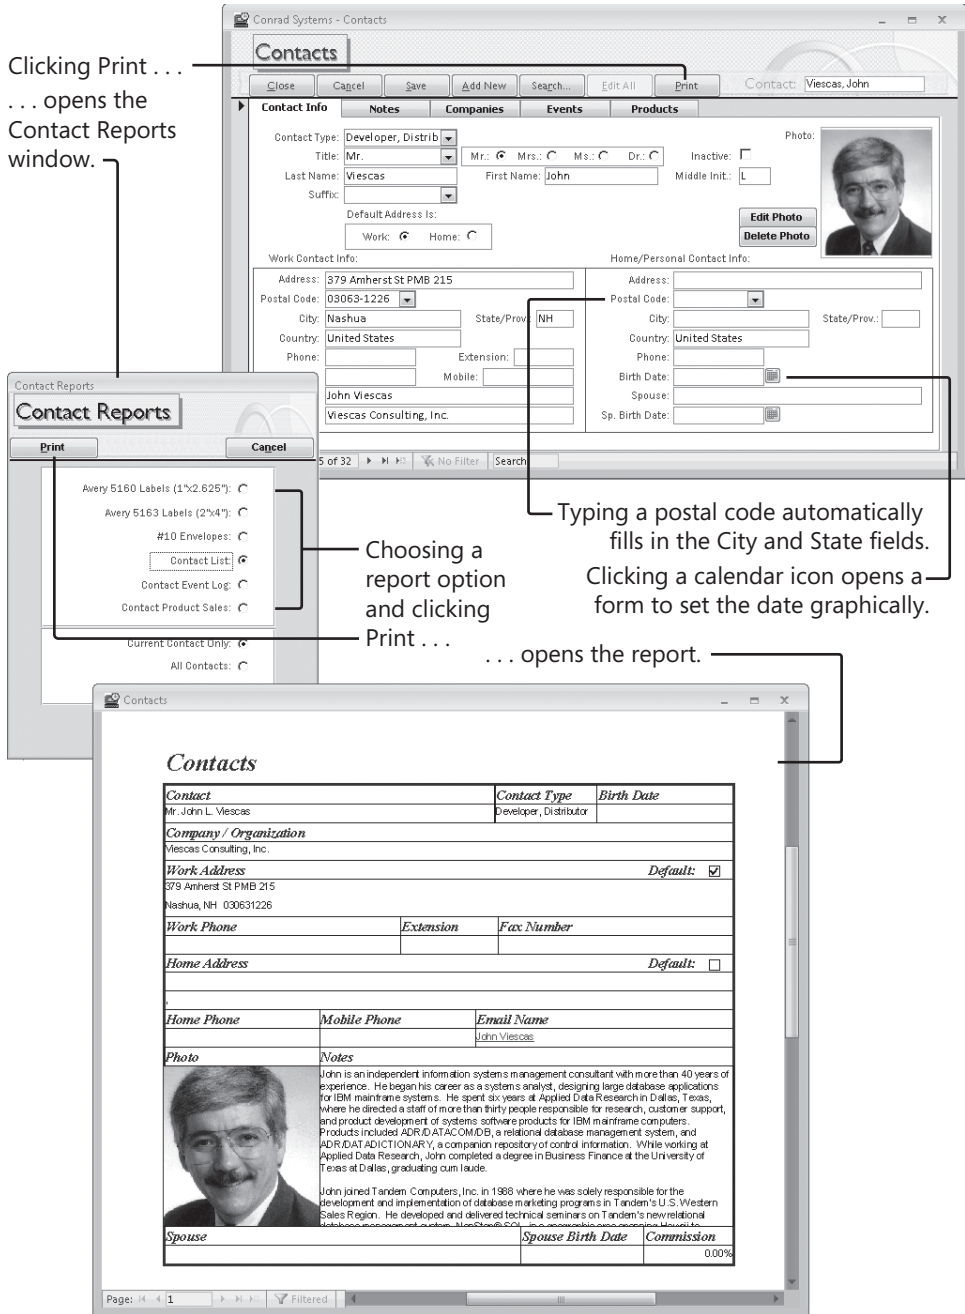 Conrad Systems - Contacts
Contacts
Clicking Print . . .
. . . opens the
Contact Reports
window.
Close Cancel Save Add New Search... Edit All Print Contact: Viescas, John
Contact Info Notes Companies Events Products
Contact Type: Developer, Distrib Photo:
Title: Mr. Mr.: Mrs.: Ms.: Dr.: Inactive:
Last Name: Viescas First Name: John Middle Init.: L
Suffix:
Default Address Is:
Work: Home:
Edit Photo
Delete Photo
Work Contact Info: Home/Personal Contact Info:
Address: 379 Amherst St PMB 215 Address:
Postal Code: 03063-1226 Postal Code:
City: Nashua State/Prov.: NH City: State/Prov.:
Country: United States Country: United States
Phone: Extension: Phone:
Mobile: Birth Date:
John Viescas Spouse:
Viescas Consulting, Inc. Sp. Birth Date:
5 of 32 No Filter Search
Contact Reports
Contact Reports
Print Cancel
Avery 5160 Labels (1"x2.625"):
Avery 5163 Labels (2"x4"):
#10 Envelopes:
Contact List:
Contact Event Log:
Contact Product Sales:
Current Contact Only:
All Contacts:
Typing a postal code automatically
fills in the City and State fields.
Clicking a calendar icon opens a
form to set the date graphically.
Choosing a
report option
and clicking
Print . . .
. . . opens the report.
Contacts
Contacts
Contact Contact Type Birth Date
Mr. John L. Viescas Developer, Distributor
Company / Organization
Viescas Consulting, Inc.
Work Address Default:
379 Amherst St PMB 215
Nashua, NH 030631226
Work Phone Extension Fax Number
Home Address Default:
,
Home Phone Mobile Phone Email Name
John Viescas
Photo Notes
John is an independent information systems management consultant with more than 40 years of
experience. He began his career as a systems analyst, designing large database applications
for IBM mainframe systems. He spent six years at Applied Data Research in Dallas, Texas,
where he directed a staff of more than thirty people responsible for research, customer support,
and product development of systems software products for IBM mainframe computers.
Products included ADR/DATACOM/DB, a relational database management system, and
ADR/DATADICTIONARY, a companion repository of control information. While working at
Applied Data Research, John completed a degree in Business Finance at the University of
Texas at Dallas, graduating cum laude.
John joined Tandem Computers, Inc. in 1988 where he was solely responsible for the
development and implementation of database marketing programs in Tandem's U.S. Western
Sales Region. He developed and delivered technical seminars on Tandem's new relational
Spouse Spouse Birth Date Commission
0.00%
Page: 1 Filtered